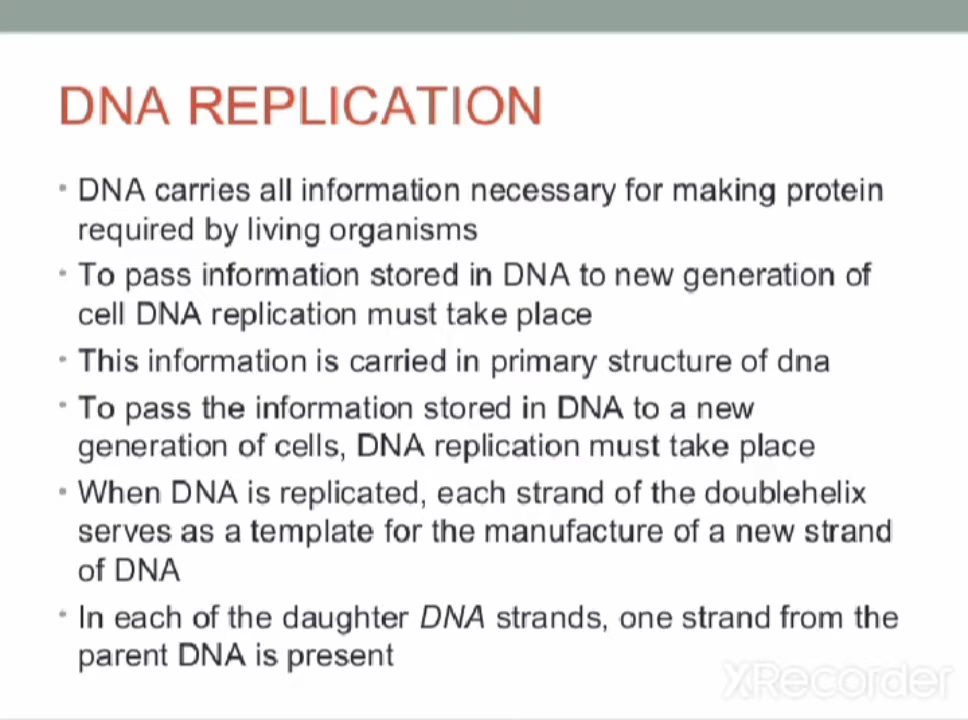 DNA REPLICATION
• DNA carries all information necessary for making protein
required by living organisms
• To pass information stored in DNA to new generation of
cell DNA replication must take place
• This information is carried in primary structure of dna
• To pass the information stored in DNA to a new
generation of cells, DNA replication must take place
• When DNA is replicated, each strand of the doublehelix
serves as a template for the manufacture of a new strand
of DNA
• In each of the daughter DNA strands, one strand from the
parent DNA is present
XRecorder